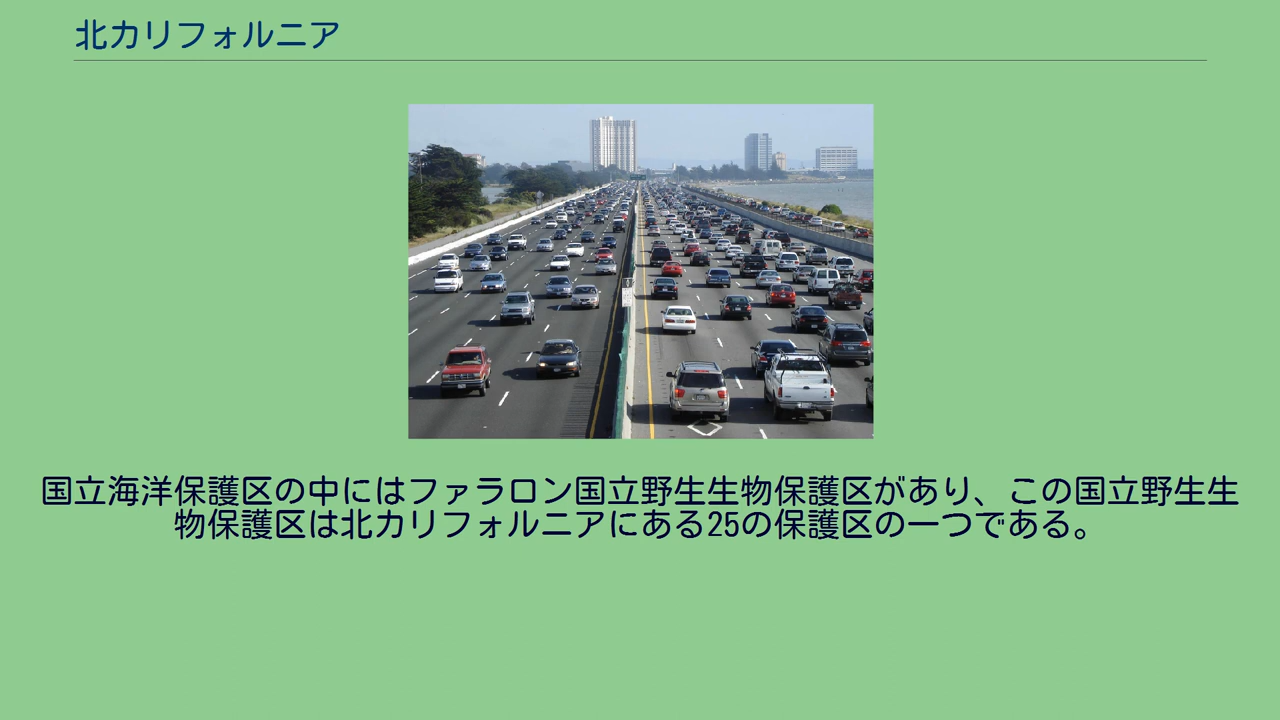 北カリフォルニア
国立海洋保護区の中にはファラロン国立野生生物保護区があり、この国立野生生
物保護区は北カリフォルニアにある25の保護区の一つである。